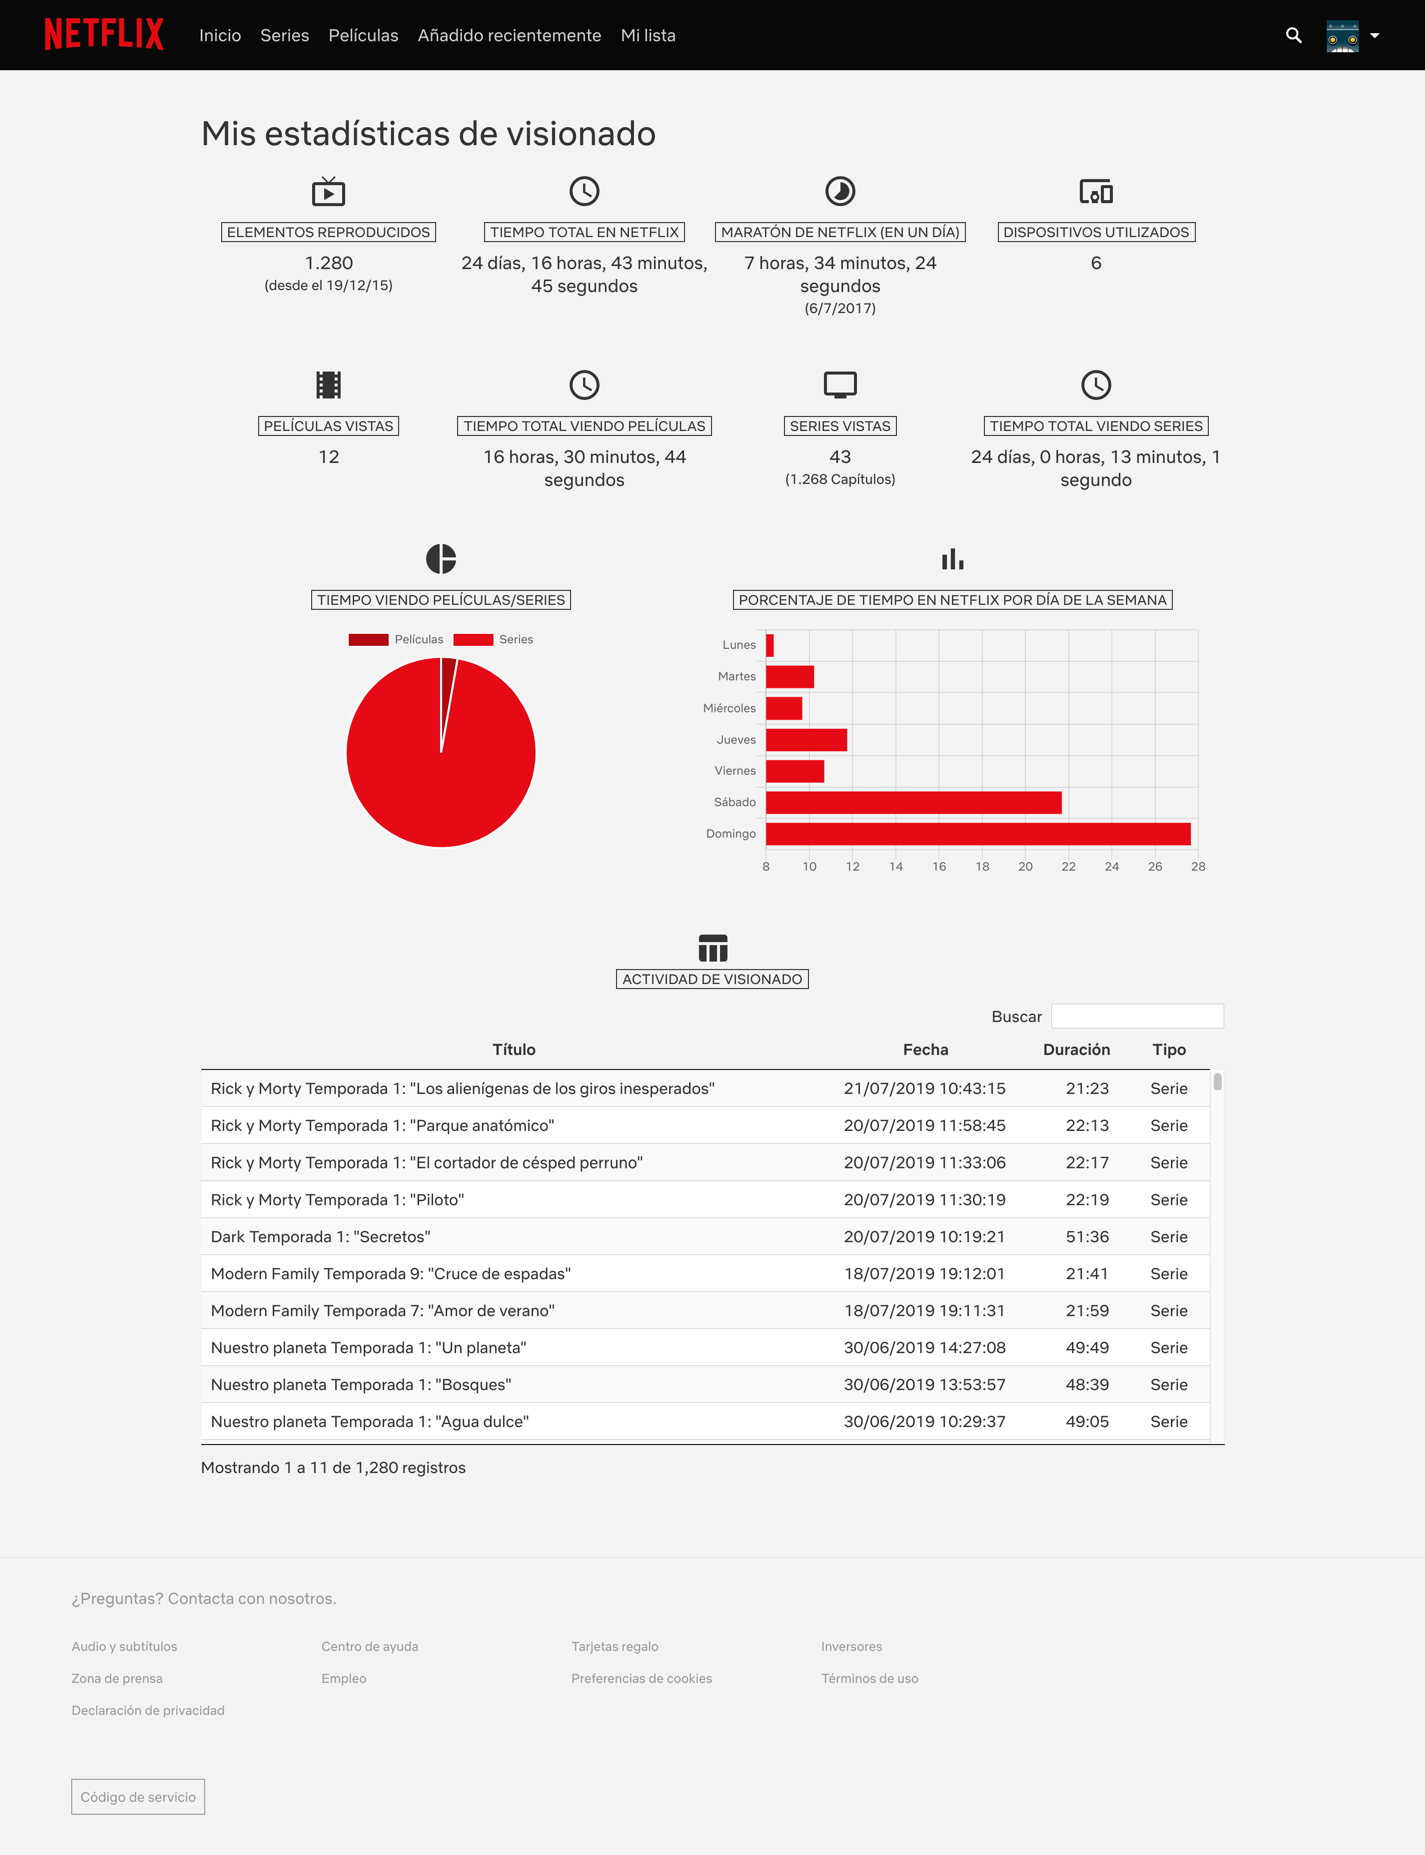 NETFLIX
Inicio Series Películas Añadido recientemente Mi lista
Mis estadísticas de visionado
ELEMENTOS REPRODUCIDOS
1.280
(desde el 19/12/15)
TIEMPO TOTAL EN NETFLIX
24 días, 16 horas, 43 minutos,
45 segundos
MARATÓN DE NETFLIX (EN UN DÍA)
7 horas, 34 minutos, 24
segundos
(6/7/2017)
DISPOSITIVOS UTILIZADOS
6
PELÍCULAS VISTAS
12
TIEMPO TOTAL VIENDO PELÍCULAS
16 horas, 30 minutos, 44
segundos
SERIES VISTAS
43
(1.268 Capítulos)
TIEMPO TOTAL VIENDO SERIES
24 días, 0 horas, 13 minutos, 1
segundo
TIEMPO VIENDO PELÍCULAS/SERIES
Películas Series
PORCENTAJE DE TIEMPO EN NETFLIX POR DÍA DE LA SEMANA
Lunes
Martes
Miércoles
Jueves
Viernes
Sábado
Domingo
8 10 12 14 16 18 20 22 24 26 28
ACTIVIDAD DE VISIONADO
Buscar
Título Fecha Duración Tipo
Rick y Morty Temporada 1: "Los alienígenas de los giros inesperados" 21/07/2019 10:43:15 21:23 Serie
Rick y Morty Temporada 1: "Parque anatómico" 20/07/2019 11:58:45 22:13 Serie
Rick y Morty Temporada 1: "El cortador de césped perruno" 20/07/2019 11:33:06 22:17 Serie
Rick y Morty Temporada 1: "Piloto" 20/07/2019 11:30:19 22:19 Serie
Dark Temporada 1: "Secretos" 20/07/2019 10:19:21 51:36 Serie
Modern Family Temporada 9: "Cruce de espadas" 18/07/2019 19:12:01 21:41 Serie
Modern Family Temporada 7: "Amor de verano" 18/07/2019 19:11:31 21:59 Serie
Nuestro planeta Temporada 1: "Un planeta" 30/06/2019 14:27:08 49:49 Serie
Nuestro planeta Temporada 1: "Bosques" 30/06/2019 13:53:57 48:39 Serie
Nuestro planeta Temporada 1: "Agua dulce" 30/06/2019 10:29:37 49:05 Serie
Mostrando 1 a 11 de 1,280 registros
¿Preguntas? Contacta con nosotros.
Audio y subtítulos Centro de ayuda Tarjetas regalo Inversores
Zona de prensa Empleo Preferencias de cookies Términos de uso
Declaración de privacidad
Código de servicio